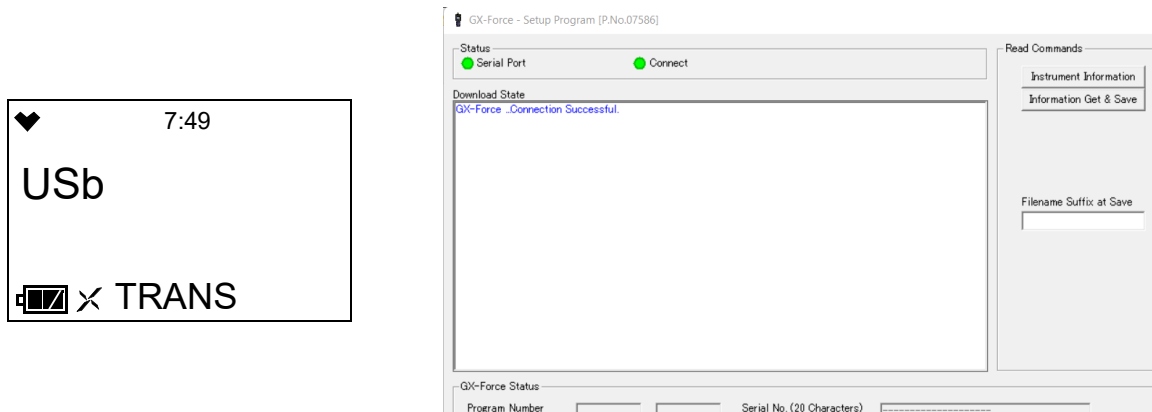 7:49
USb
TRANS
GX-Force - Setup Program [P.No.07586]
Status
Serial Port
Connect
Download State
GX-Force ...Connection Successful.
Read Commands
Instrument Information
Information Get & Save
Filename Suffix at Save
GX-Force Status
Program Number
Serial No. (20 Characters)
--------------------